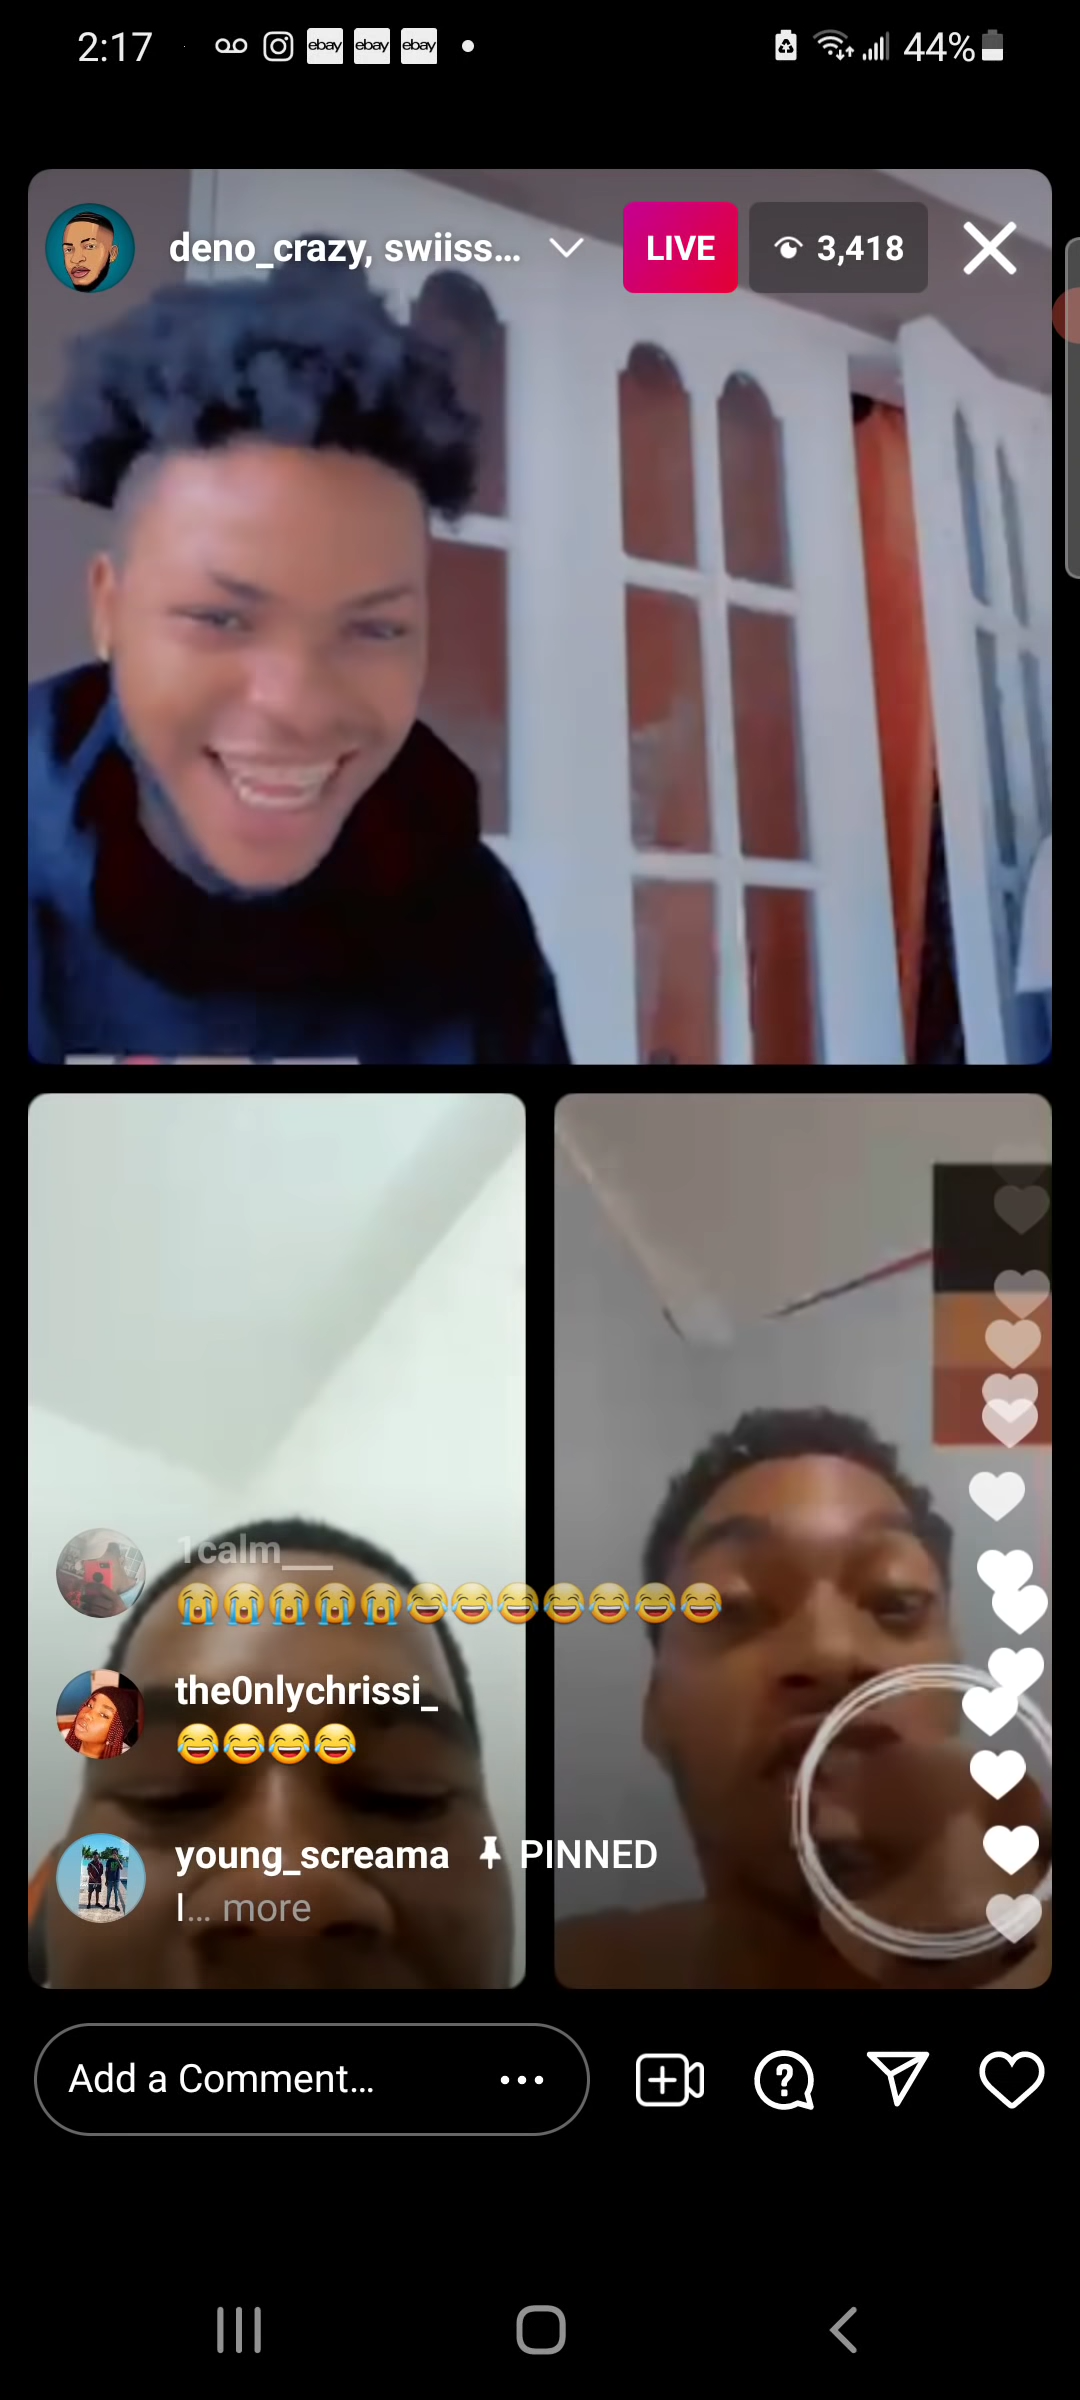 2:17
ebay ebay ebay
44%
deno_crazy, swiiss...
LIVE
3,418
1calm__
😭😭😭😭😭😂😂😂😂😂😂😂
the0nlychrissi_
😂😂😂😂
young_screama PINNED
I... more
Add a Comment...